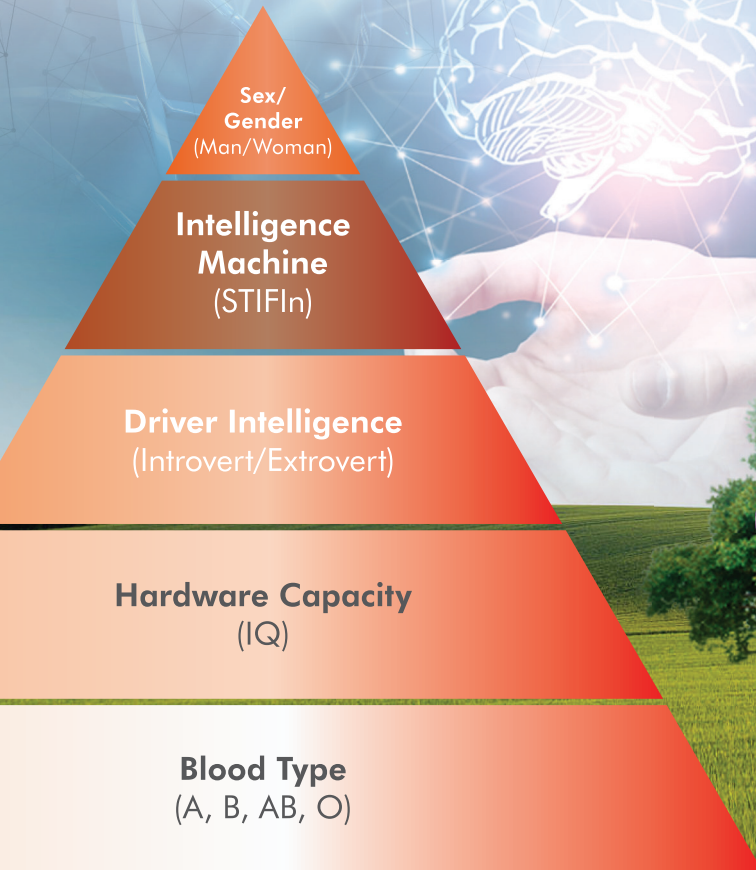 Sex/
Gender
(Man/Woman)
Intelligence
Machine
(STIFIn)
Driver Intelligence
(Introvert/Extrovert)
Hardware Capacity
(IQ)
Blood Type
(A, B, AB, O)